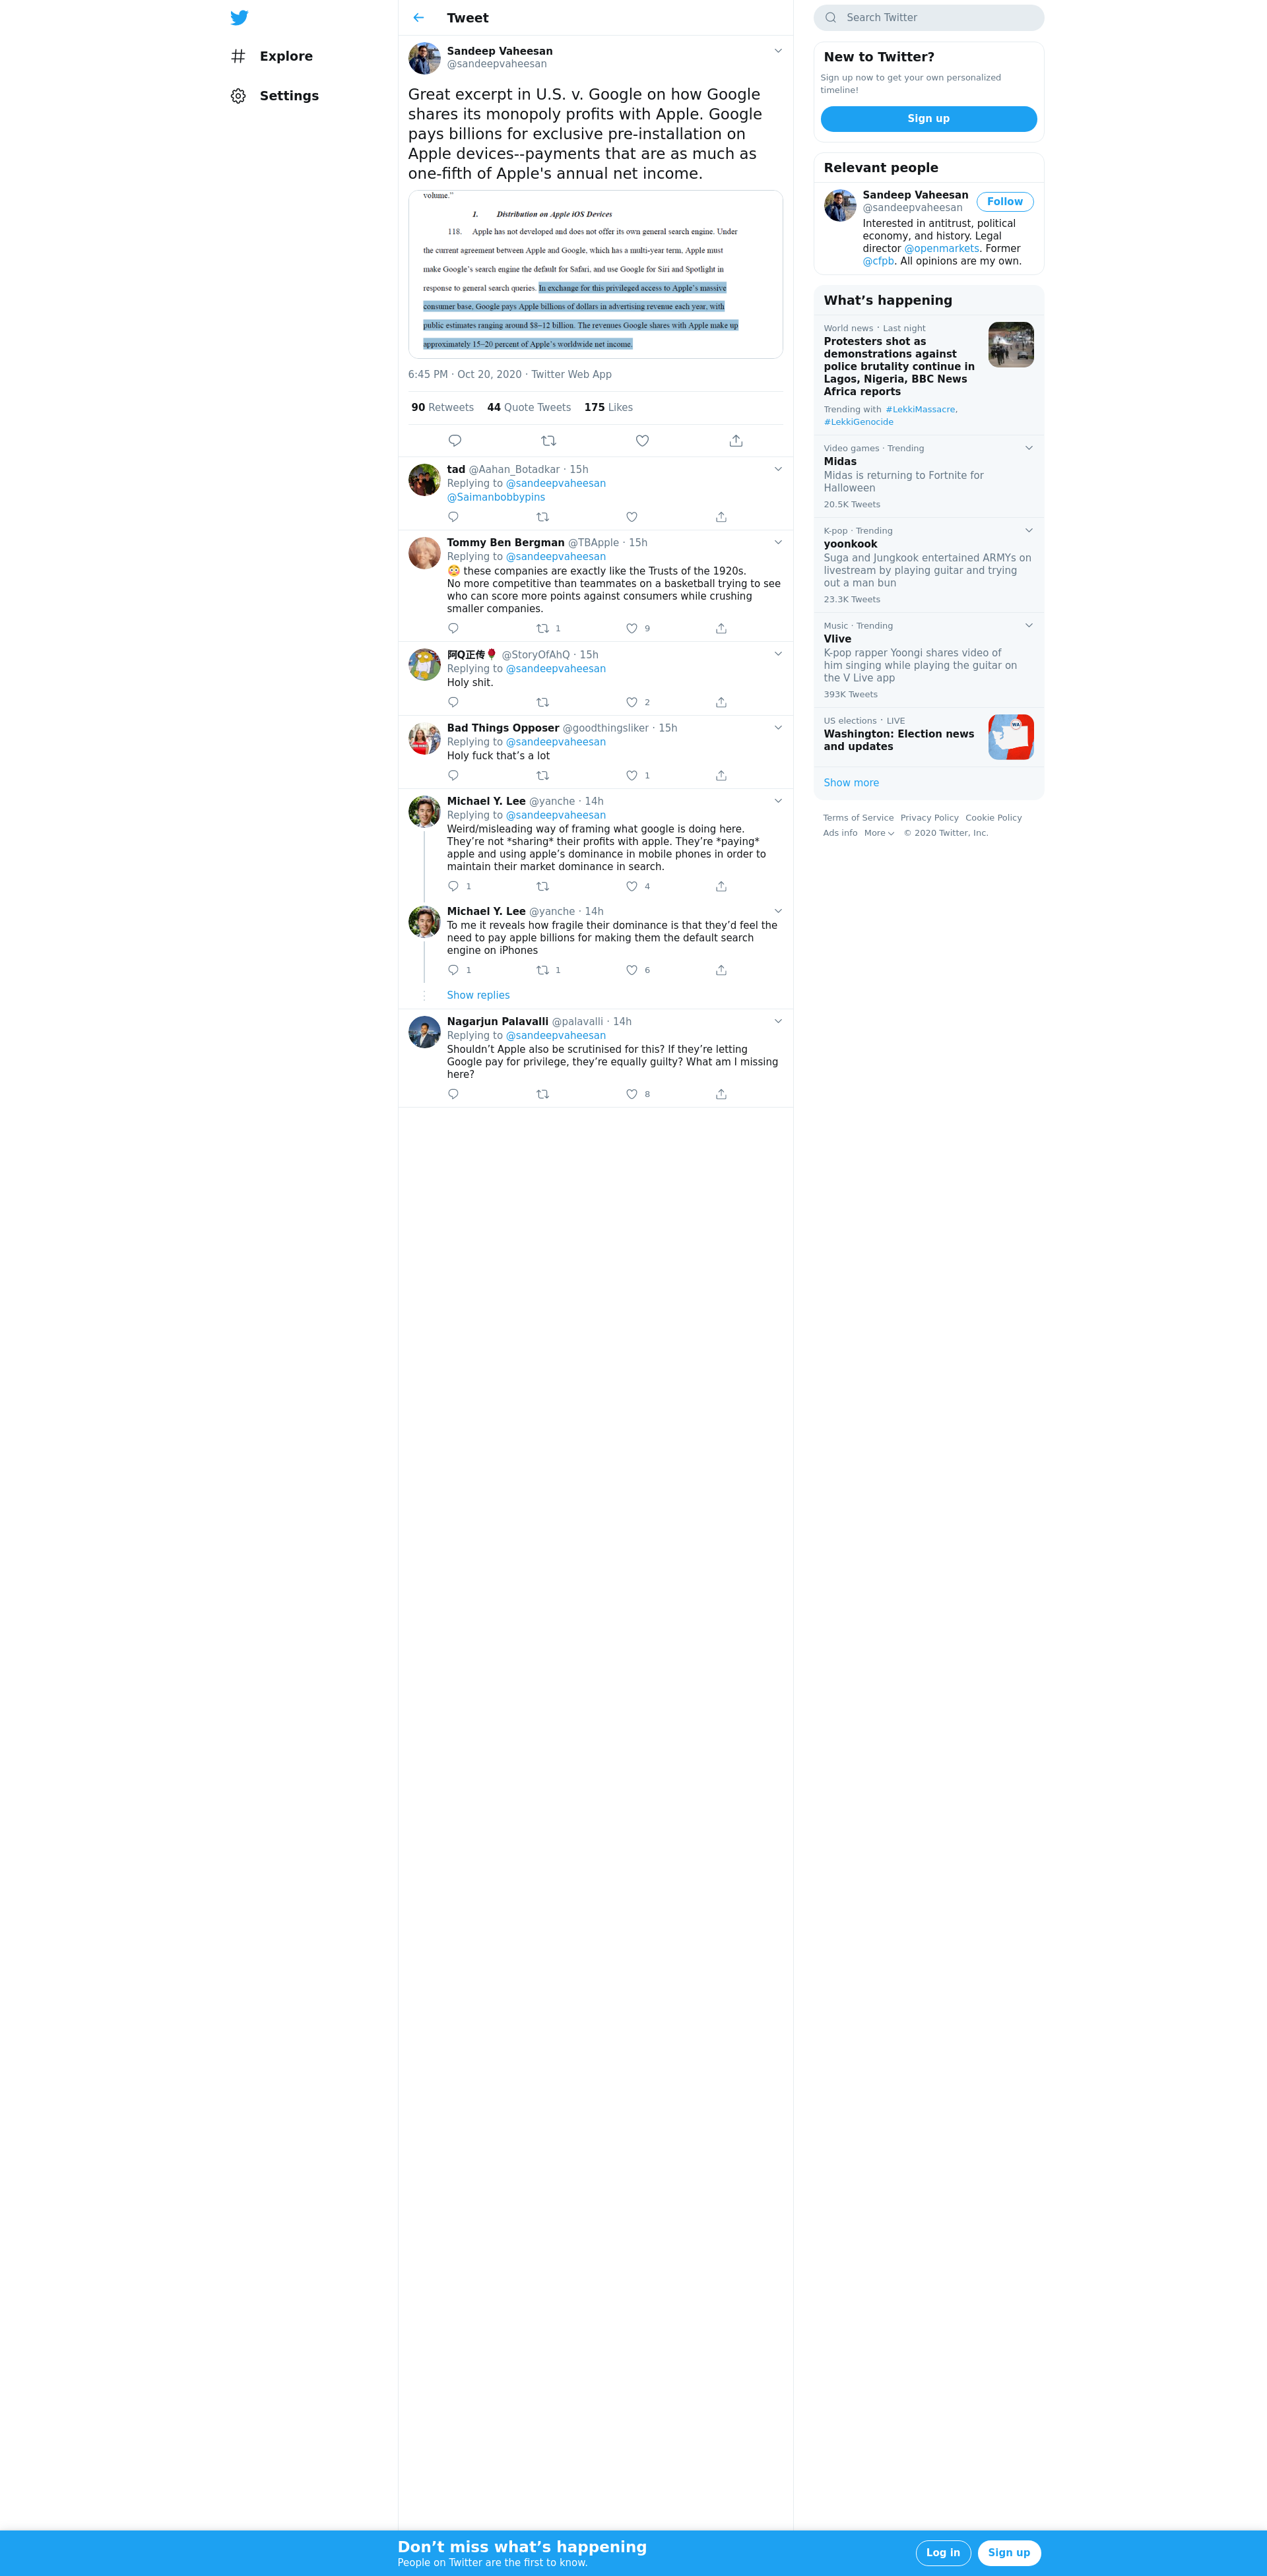 Explore
Settings
Tweet
Sandeep Vaheesan
@sandeepvaheesan
Great excerpt in U.S. v. Google on how Google
shares its monopoly profits with Apple. Google
pays billions for exclusive pre-installation on
Apple devices--payments that are as much as
one-fifth of Apple's annual net income.
volume.”
1. Distribution on Apple iOS Devices
118. Apple has not developed and does not offer its own general search engine. Under
the current agreement between Apple and Google, which has a multi-year term, Apple must
make Google’s search engine the default for Safari, and use Google for Siri and Spotlight in
response to general search queries. In exchange for this privileged access to Apple’s massive
consumer base, Google pays Apple billions of dollars in advertising revenue each year, with
public estimates ranging around $8–12 billion. The revenues Google shares with Apple make up
approximately 15–20 percent of Apple’s worldwide net income.
6:45 PM · Oct 20, 2020 · Twitter Web App
90 Retweets 44 Quote Tweets 175 Likes
tad @Aahan_Botadkar · 15h
Replying to @sandeepvaheesan
@Saimanbobbypins
Tommy Ben Bergman @TBApple · 15h
Replying to @sandeepvaheesan
😳 these companies are exactly like the Trusts of the 1920s.
No more competitive than teammates on a basketball trying to see
who can score more points against consumers while crushing
smaller companies.
1 9
阿Q正传🌹 @StoryOfAhQ · 15h
Replying to @sandeepvaheesan
Holy shit.
2
Bad Things Opposer @goodthingsliker · 15h
Replying to @sandeepvaheesan
Holy fuck that’s a lot
1
Michael Y. Lee @yanche · 14h
Replying to @sandeepvaheesan
Weird/misleading way of framing what google is doing here.
They’re not *sharing* their profits with apple. They’re *paying*
apple and using apple’s dominance in mobile phones in order to
maintain their market dominance in search.
1 4
Michael Y. Lee @yanche · 14h
To me it reveals how fragile their dominance is that they’d feel the
need to pay apple billions for making them the default search
engine on iPhones
1 1 6
Show replies
Nagarjun Palavalli @palavalli · 14h
Replying to @sandeepvaheesan
Shouldn’t Apple also be scrutinised for this? If they’re letting
Google pay for privilege, they’re equally guilty? What am I missing
here?
8
Search Twitter
New to Twitter?
Sign up now to get your own personalized
timeline!
Sign up
Relevant people
Sandeep Vaheesan
@sandeepvaheesan
Follow
Interested in antitrust, political
economy, and history. Legal
director @openmarkets. Former
@cfpb. All opinions are my own.
What’s happening
World news · Last night
Protesters shot as
demonstrations against
police brutality continue in
Lagos, Nigeria, BBC News
Africa reports
Trending with #LekkiMassacre,
#LekkiGenocide
Video games · Trending
Midas
Midas is returning to Fortnite for
Halloween
20.5K Tweets
K-pop · Trending
yoonkook
Suga and Jungkook entertained ARMYs on
livestream by playing guitar and trying
out a man bun
23.3K Tweets
Music · Trending
Vlive
K-pop rapper Yoongi shares video of
him singing while playing the guitar on
the V Live app
393K Tweets
US elections · LIVE
Washington: Election news
and updates
WA
Show more
Terms of Service Privacy Policy Cookie Policy
Ads info More © 2020 Twitter, Inc.
Don’t miss what’s happening
People on Twitter are the first to know.
Log in
Sign up